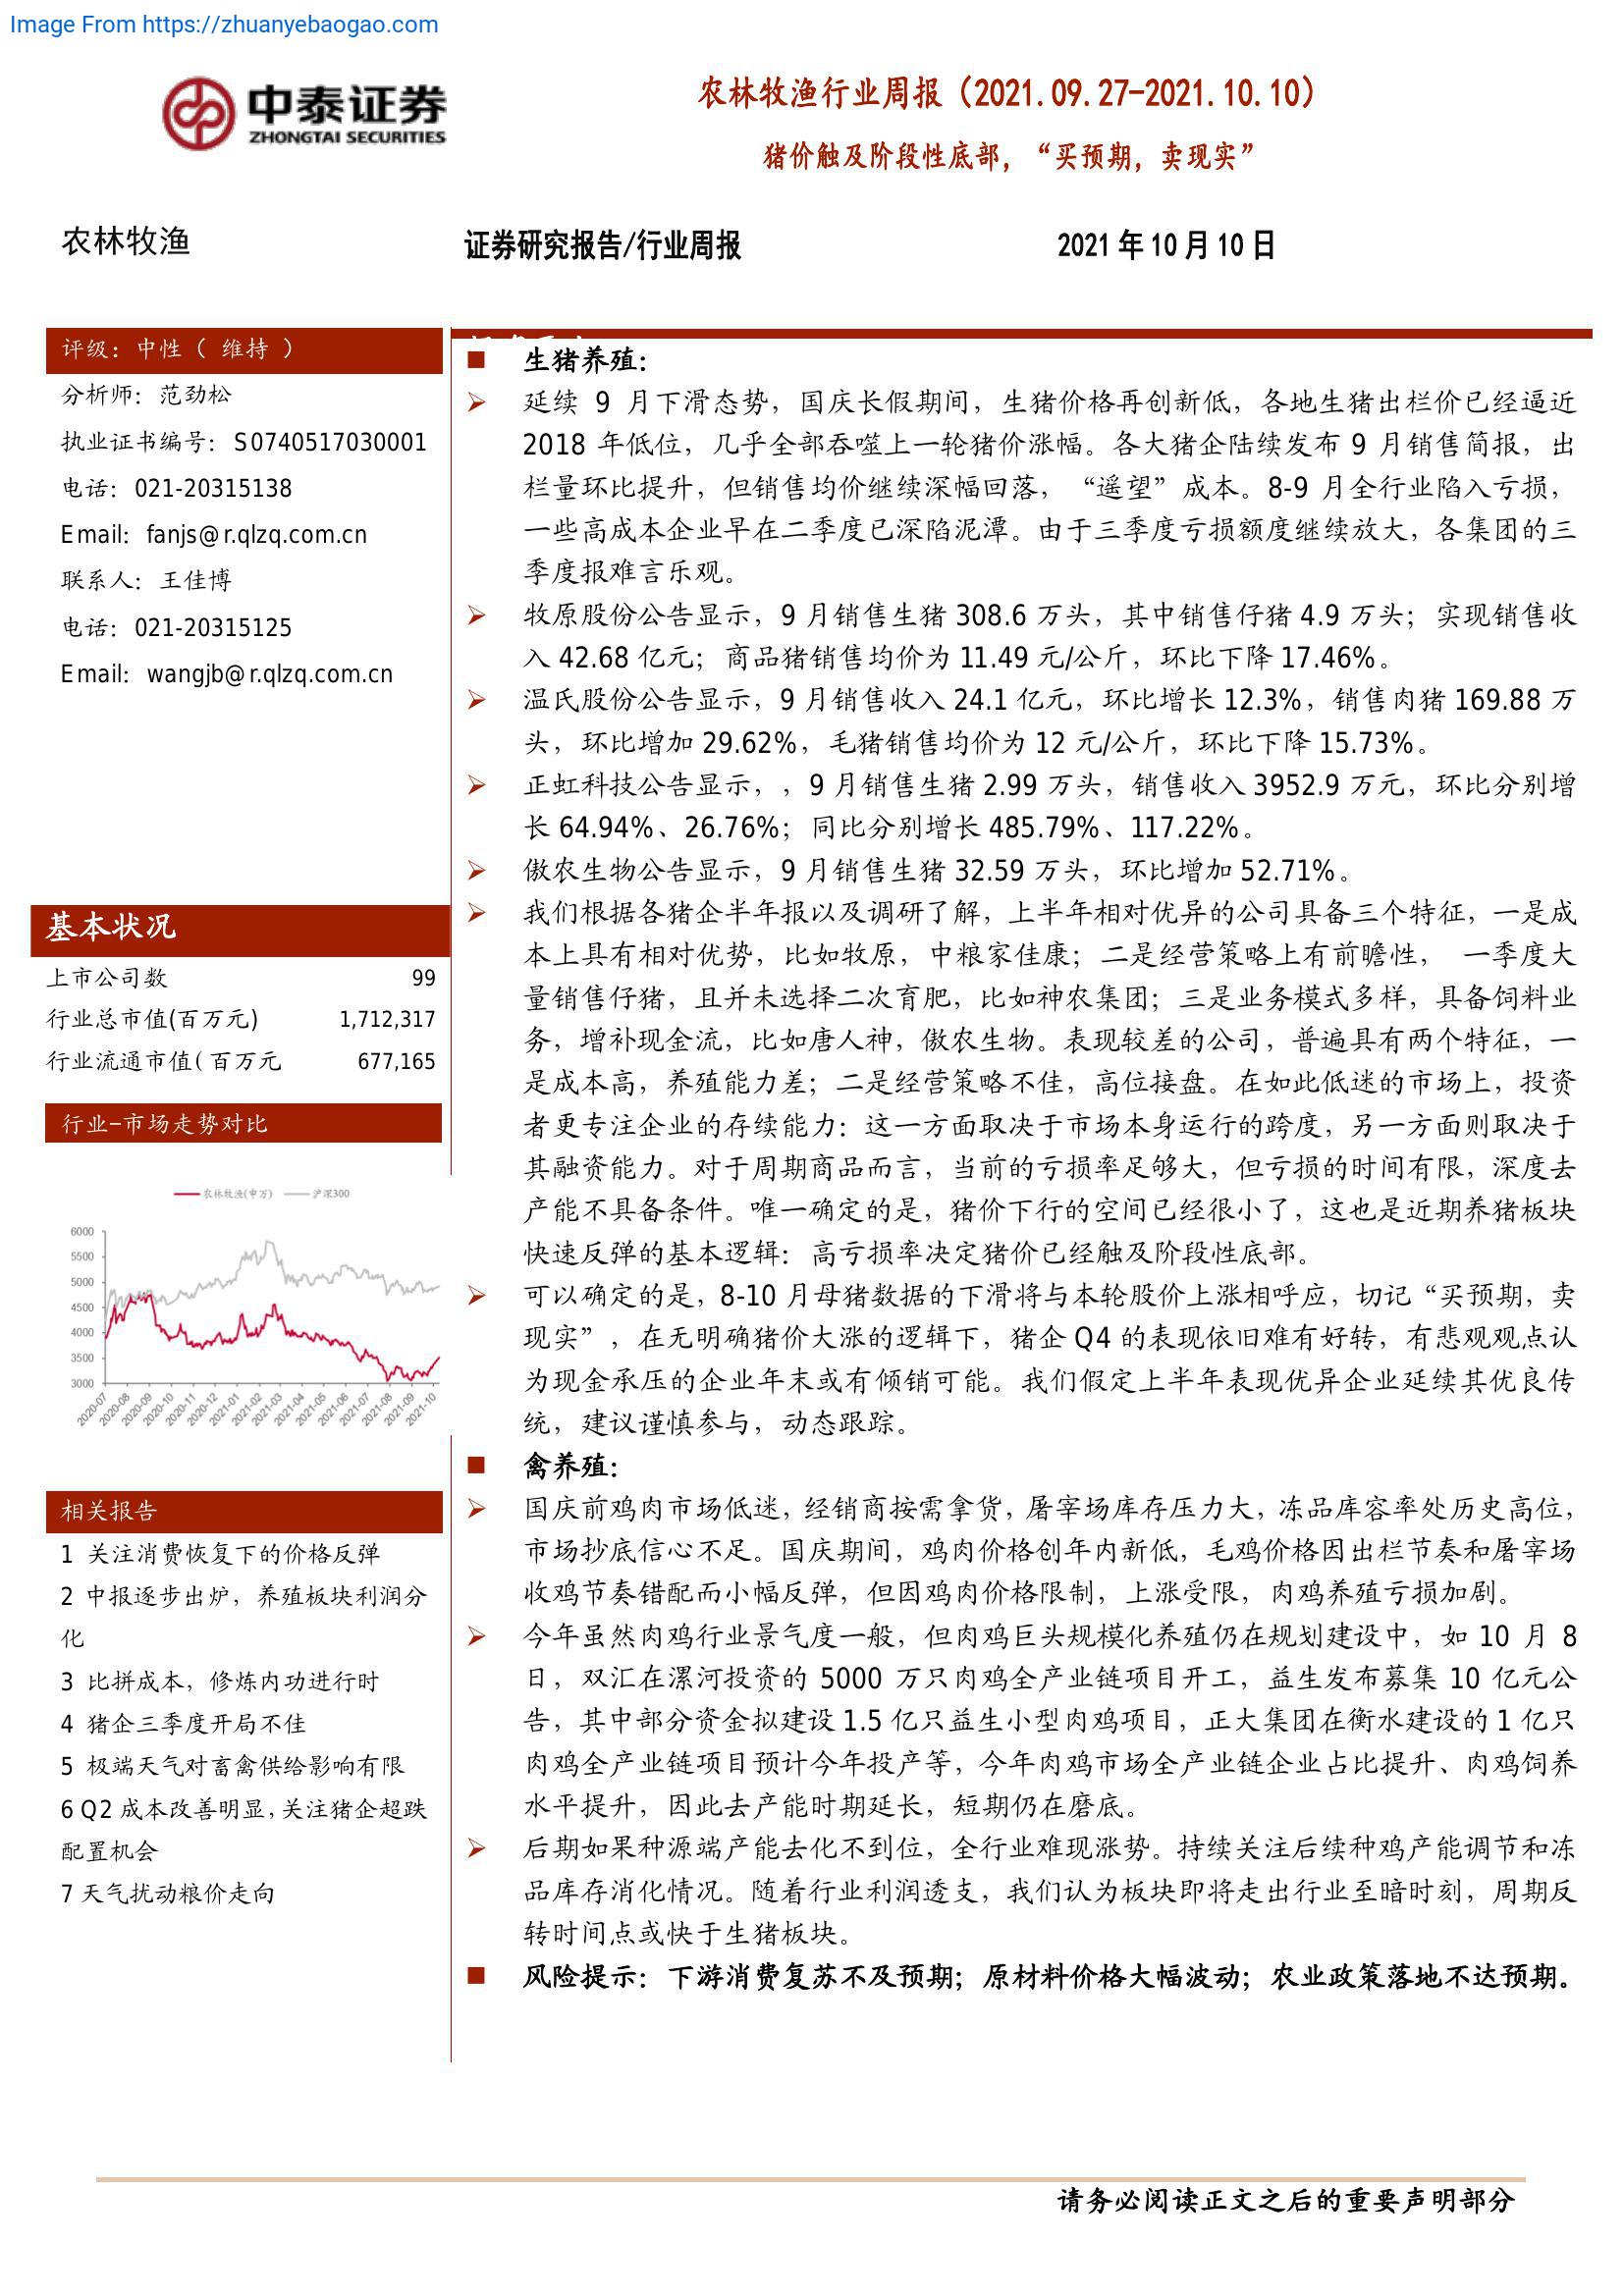 Image From https://zhuanyebaogao.com
中泰证券
ZHONGTAI SECURITIES
农林牧渔行业周报（2021.09.27-2021.10.10）
猪价触及阶段性底部，“买预期，卖现实”
农林牧渔
证券研究报告/行业周报
2021 年 10 月 10 日
评级：中性（ 维持 ）
分析师：范劲松
执业证书编号：S0740517030001
电话：021-20315138
Email：fanjs@r.qlzq.com.cn
联系人：王佳博
电话：021-20315125
Email：wangjb@r.qlzq.com.cn
基本状况
上市公司数 99
行业总市值(百万元) 1,712,317
行业流通市值(百万元 677,165
行业-市场走势对比
农林牧渔(申万) 沪深300
6000
5500
5000
4500
4000
3500
3000
2020-07 2020-08 2020-09 2020-10 2020-11 2020-12 2021-01 2021-02 2021-03 2021-04 2021-05 2021-06 2021-07 2021-08 2021-09 2021-10
相关报告
1 关注消费恢复下的价格反弹
2 中报逐步出炉，养殖板块利润分
化
3 比拼成本，修炼内功进行时
4 猪企三季度开局不佳
5 极端天气对畜禽供给影响有限
6 Q2 成本改善明显,关注猪企超跌
配置机会
7 天气扰动粮价走向
■ 生猪养殖：
➢ 延续 9 月下滑态势，国庆长假期间，生猪价格再创新低，各地生猪出栏价已经逼近
2018 年低位，几乎全部吞噬上一轮猪价涨幅。各大猪企陆续发布 9 月销售简报，出
栏量环比提升，但销售均价继续深幅回落， “遥望”成本。8-9 月全行业陷入亏损，
一些高成本企业早在二季度已深陷泥潭。由于三季度亏损额度继续放大，各集团的三
季度报难言乐观。
➢ 牧原股份公告显示，9 月销售生猪 308.6 万头，其中销售仔猪 4.9 万头；实现销售收
入 42.68 亿元；商品猪销售均价为 11.49 元/公斤，环比下降 17.46%。
➢ 温氏股份公告显示，9 月销售收入 24.1 亿元，环比增长 12.3%，销售肉猪 169.88 万
头，环比增加 29.62%，毛猪销售均价为 12 元/公斤，环比下降 15.73%。
➢ 正虹科技公告显示，，9 月销售生猪 2.99 万头，销售收入 3952.9 万元，环比分别增
长 64.94%、26.76%；同比分别增长 485.79%、117.22%。
➢ 傲农生物公告显示，9 月销售生猪 32.59 万头，环比增加 52.71%。
➢ 我们根据各猪企半年报以及调研了解，上半年相对优异的公司具备三个特征，一是成
本上具有相对优势，比如牧原，中粮家佳康；二是经营策略上有前瞻性， 一季度大
量销售仔猪，且并未选择二次育肥，比如神农集团；三是业务模式多样，具备饲料业
务，增补现金流，比如唐人神，傲农生物。表现较差的公司，普遍具有两个特征，一
是成本高，养殖能力差；二是经营策略不佳，高位接盘。在如此低迷的市场上，投资
者更专注企业的存续能力：这一方面取决于市场本身运行的跨度，另一方面则取决于
其融资能力。对于周期商品而言，当前的亏损率足够大，但亏损的时间有限，深度去
产能不具备条件。唯一确定的是，猪价下行的空间已经很小了，这也是近期养猪板块
快速反弹的基本逻辑：高亏损率决定猪价已经触及阶段性底部。
➢ 可以确定的是，8-10 月母猪数据的下滑将与本轮股价上涨相呼应，切记“买预期，卖
现实”，在无明确猪价大涨的逻辑下，猪企 Q4 的表现依旧难有好转，有悲观观点认
为现金承压的企业年末或有倾销可能。我们假定上半年表现优异企业延续其优良传
统，建议谨慎参与，动态跟踪。
■ 禽养殖：
➢ 国庆前鸡肉市场低迷，经销商按需拿货，屠宰场库存压力大，冻品库容率处历史高位，
市场抄底信心不足。国庆期间，鸡肉价格创年内新低，毛鸡价格因出栏节奏和屠宰场
收鸡节奏错配而小幅反弹，但因鸡肉价格限制，上涨受限，肉鸡养殖亏损加剧。
➢ 今年虽然肉鸡行业景气度一般，但肉鸡巨头规模化养殖仍在规划建设中，如 10 月 8
日，双汇在漯河投资的 5000 万只肉鸡全产业链项目开工，益生发布募集 10 亿元公
告，其中部分资金拟建设 1.5 亿只益生小型肉鸡项目，正大集团在衡水建设的 1 亿只
肉鸡全产业链项目预计今年投产等，今年肉鸡市场全产业链企业占比提升、肉鸡饲养
水平提升，因此去产能时期延长，短期仍在磨底。
➢ 后期如果种源端产能去化不到位，全行业难现涨势。持续关注后续种鸡产能调节和冻
品库存消化情况。随着行业利润透支，我们认为板块即将走出行业至暗时刻，周期反
转时间点或快于生猪板块。
■ 风险提示：下游消费复苏不及预期；原材料价格大幅波动；农业政策落地不达预期。
请务必阅读正文之后的重要声明部分